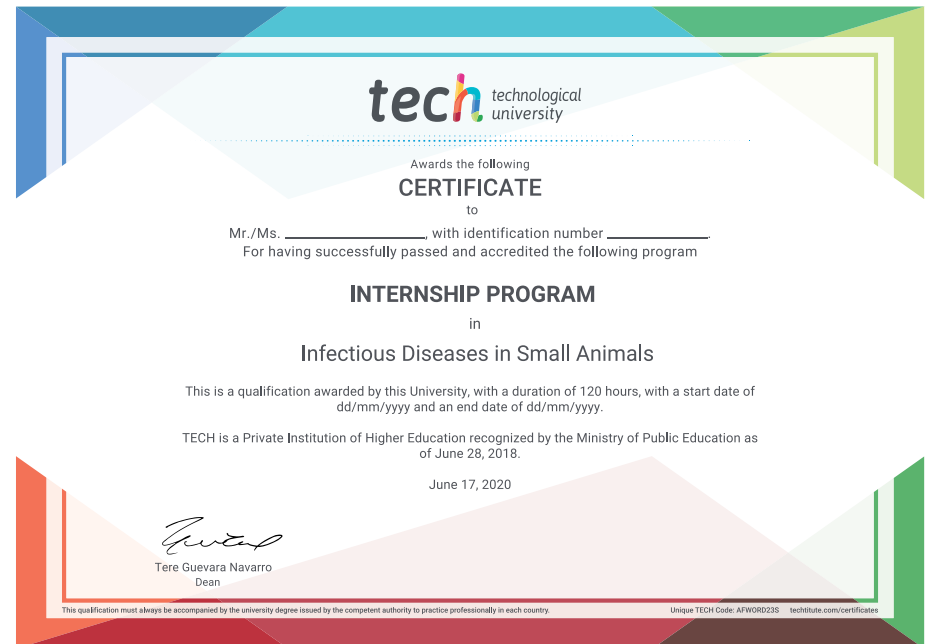 tech technological
university
Awards the following
CERTIFICATE
to
Mr./Ms. ____________________, with identification number ______________.
For having successfully passed and accredited the following program
INTERNSHIP PROGRAM
in
Infectious Diseases in Small Animals
This is a qualification awarded by this University, with a duration of 120 hours, with a start date of
dd/mm/yyyy and an end date of dd/mm/yyyy.
TECH is a Private Institution of Higher Education recognized by the Ministry of Public Education as
of June 28, 2018.
June 17, 2020
Tere Guevara Navarro
Dean
This qualification must always be accompanied by the university degree issued by the competent authority to practice professionally in each country. Unique TECH Code: AFWORD23S techtitute.com/certificates